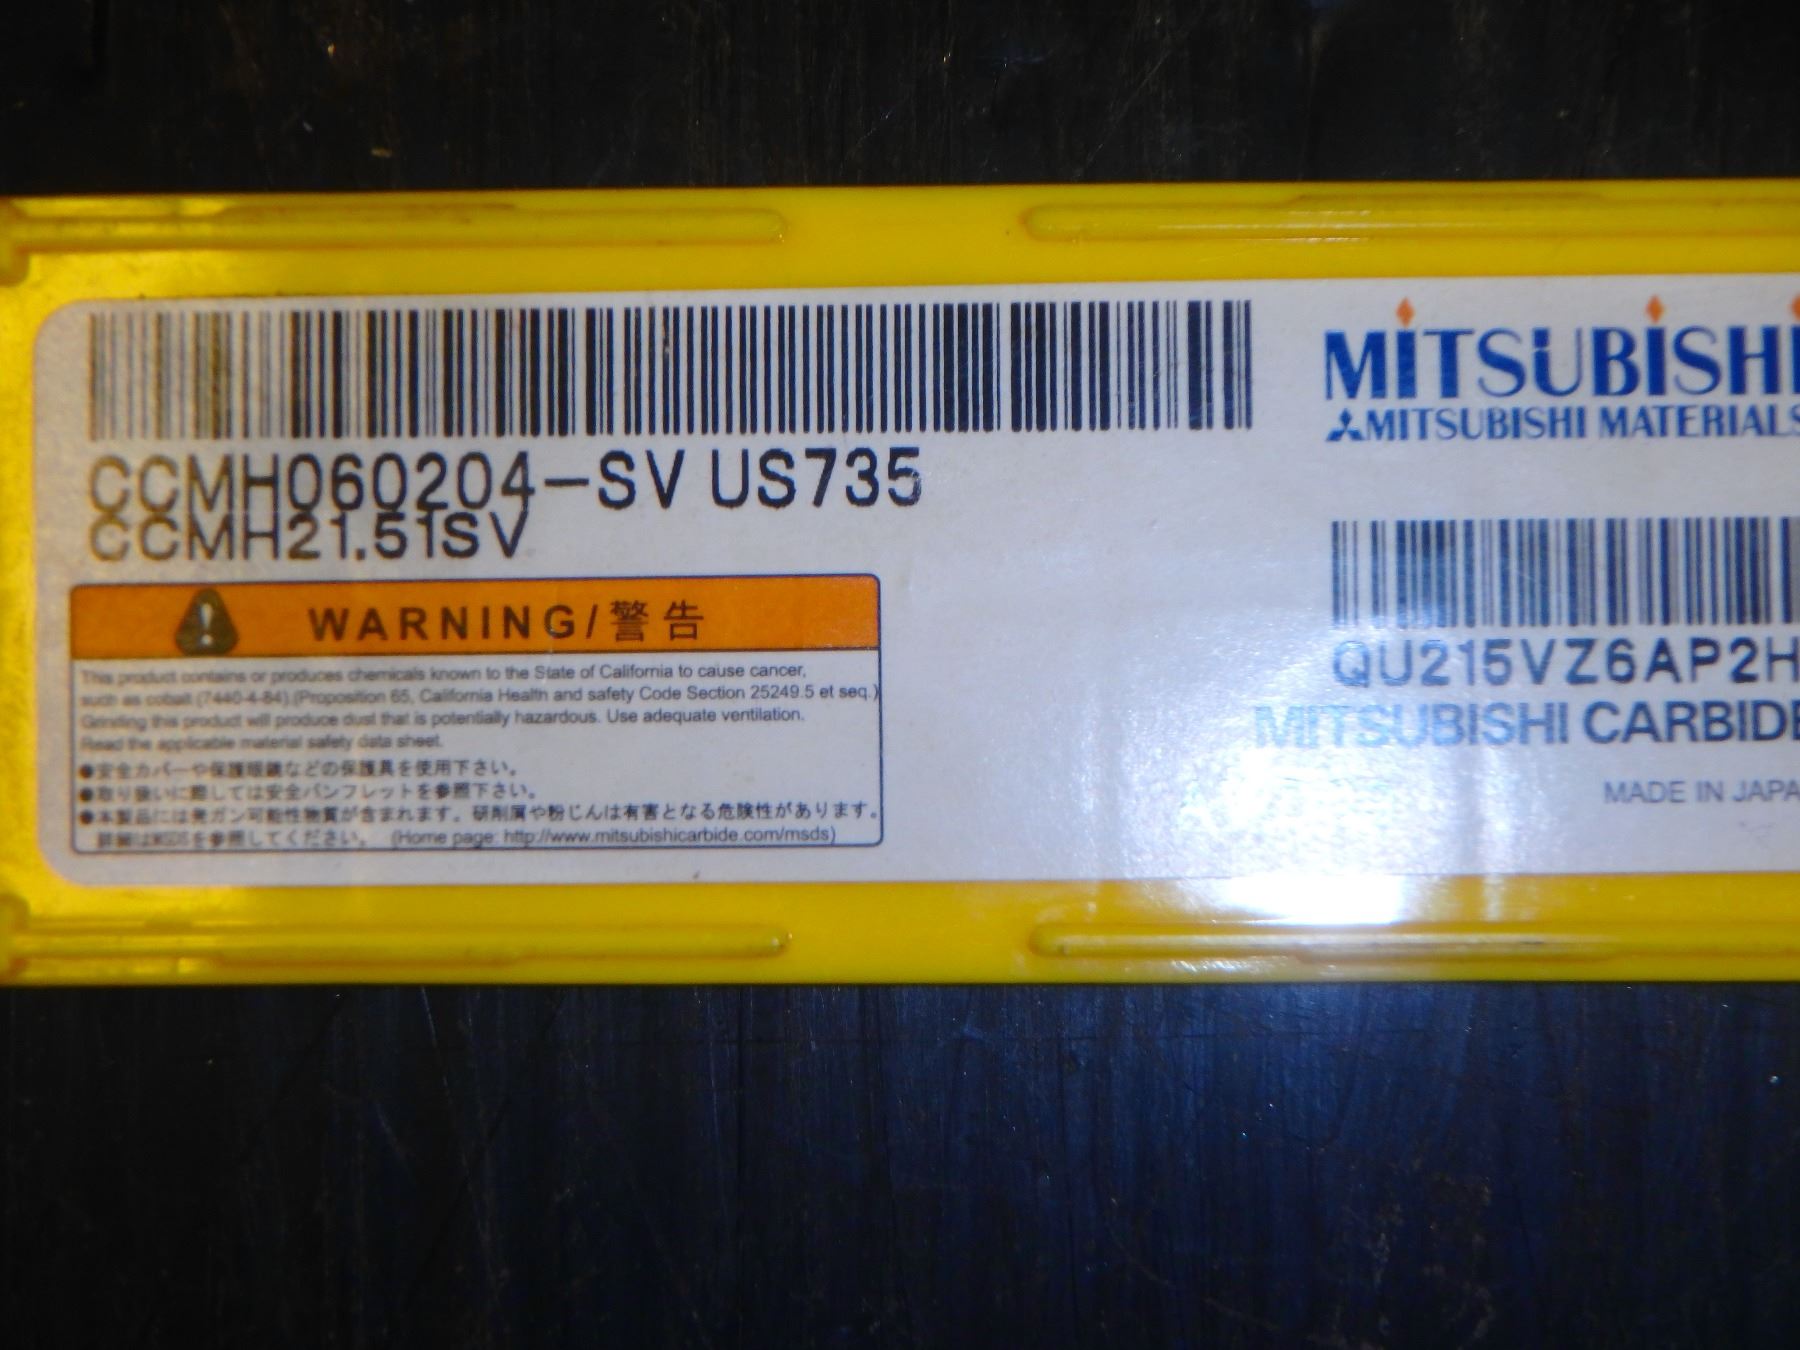 MITSUBISHI
MITSUBISHI MATERIALS
CCMH060204-SV US735
CCMH21.51SV
QU215VZ6AP2H
MITSUBISHI CARBIDE
MADE IN JAPA
WARNING/警告
This product contains or produces chemicals known to the State of California to cause cancer,
such as cobalt (7440-4-84).(Proposition 65, California Health and safety Code Section 25249.5 et seq.)
Grinding this product will produce dust that is potentially hazardous. Use adequate ventilation.
Read the applicable material safety data sheet.
●安全カバーや保護眼鏡などの保護具を使用下さい。
●取り扱いに際しては安全パンフレットを参照下さい。
●本製品には発ガン可能性物質が含まれます。研削屑や粉じんは有害となる危険性があります。
詳細はMSDSを参照してください。 (Home page: http://www.mitsubishicarbide.com/msds)